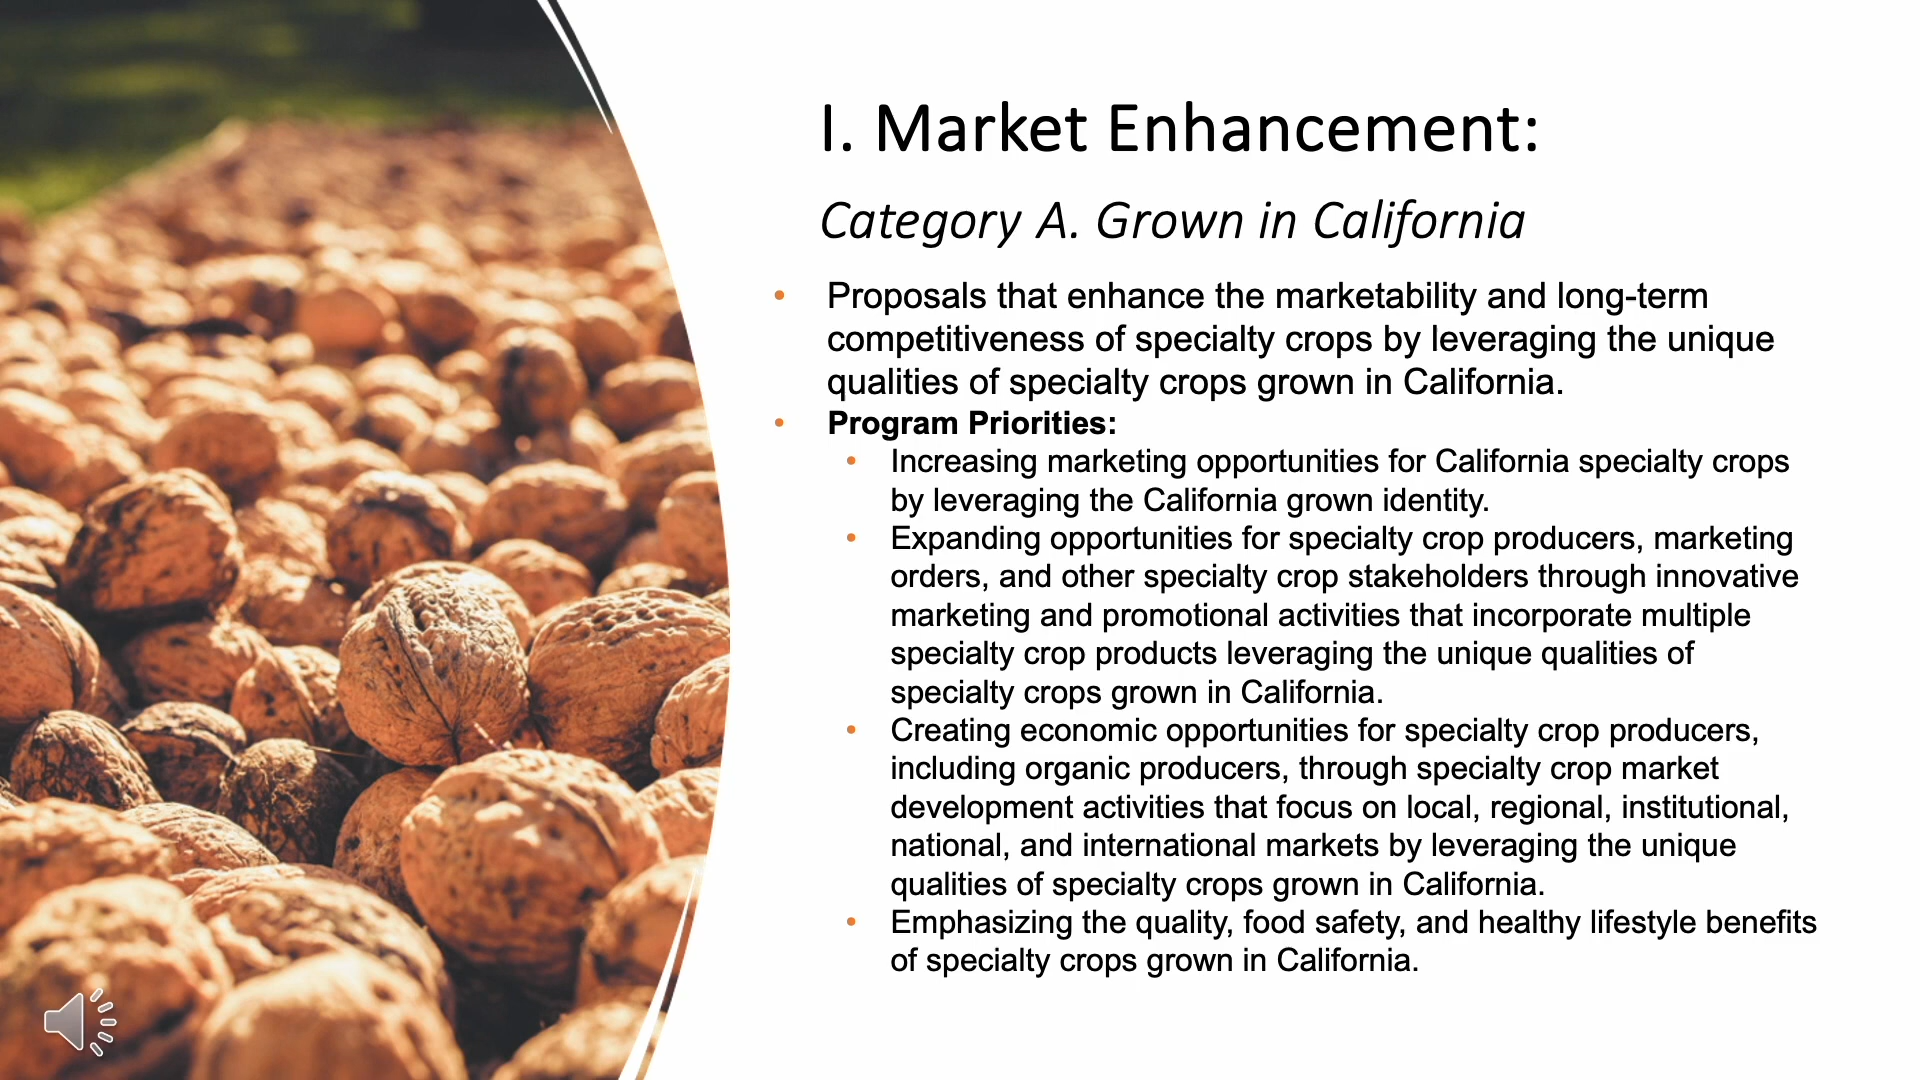 I. Market Enhancement:
Category A. Grown in California
• Proposals that enhance the marketability and long-term
competitiveness of specialty crops by leveraging the unique
qualities of specialty crops grown in California.
• Program Priorities:
• Increasing marketing opportunities for California specialty crops
by leveraging the California grown identity.
• Expanding opportunities for specialty crop producers, marketing
orders, and other specialty crop stakeholders through innovative
marketing and promotional activities that incorporate multiple
specialty crop products leveraging the unique qualities of
specialty crops grown in California.
• Creating economic opportunities for specialty crop producers,
including organic producers, through specialty crop market
development activities that focus on local, regional, institutional,
national, and international markets by leveraging the unique
qualities of specialty crops grown in California.
• Emphasizing the quality, food safety, and healthy lifestyle benefits
of specialty crops grown in California.